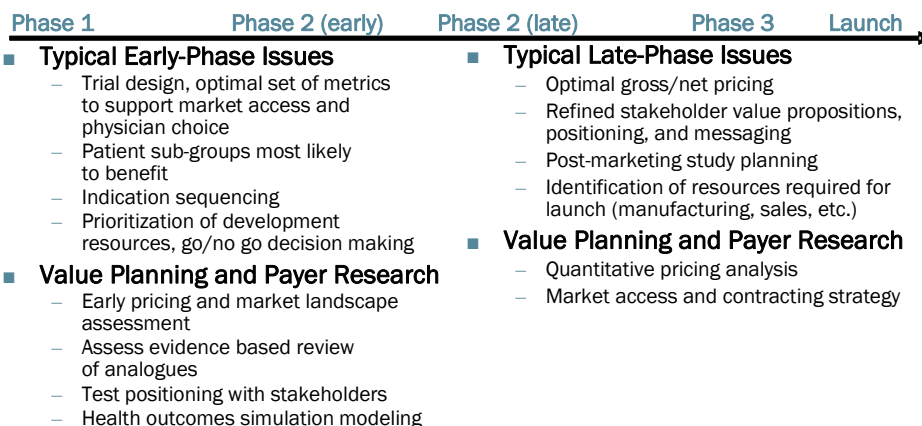 Phase 1 Phase 2 (early) Phase 2 (late) Phase 3 Launch
■ Typical Early-Phase Issues
– Trial design, optimal set of metrics
to support market access and
physician choice
– Patient sub-groups most likely
to benefit
– Indication sequencing
– Prioritization of development
resources, go/no go decision making
■ Value Planning and Payer Research
– Early pricing and market landscape
assessment
– Assess evidence based review
of analogues
– Test positioning with stakeholders
– Health outcomes simulation modeling
■ Typical Late-Phase Issues
– Optimal gross/net pricing
– Refined stakeholder value propositions,
positioning, and messaging
– Post-marketing study planning
– Identification of resources required for
launch (manufacturing, sales, etc.)
■ Value Planning and Payer Research
– Quantitative pricing analysis
– Market access and contracting strategy